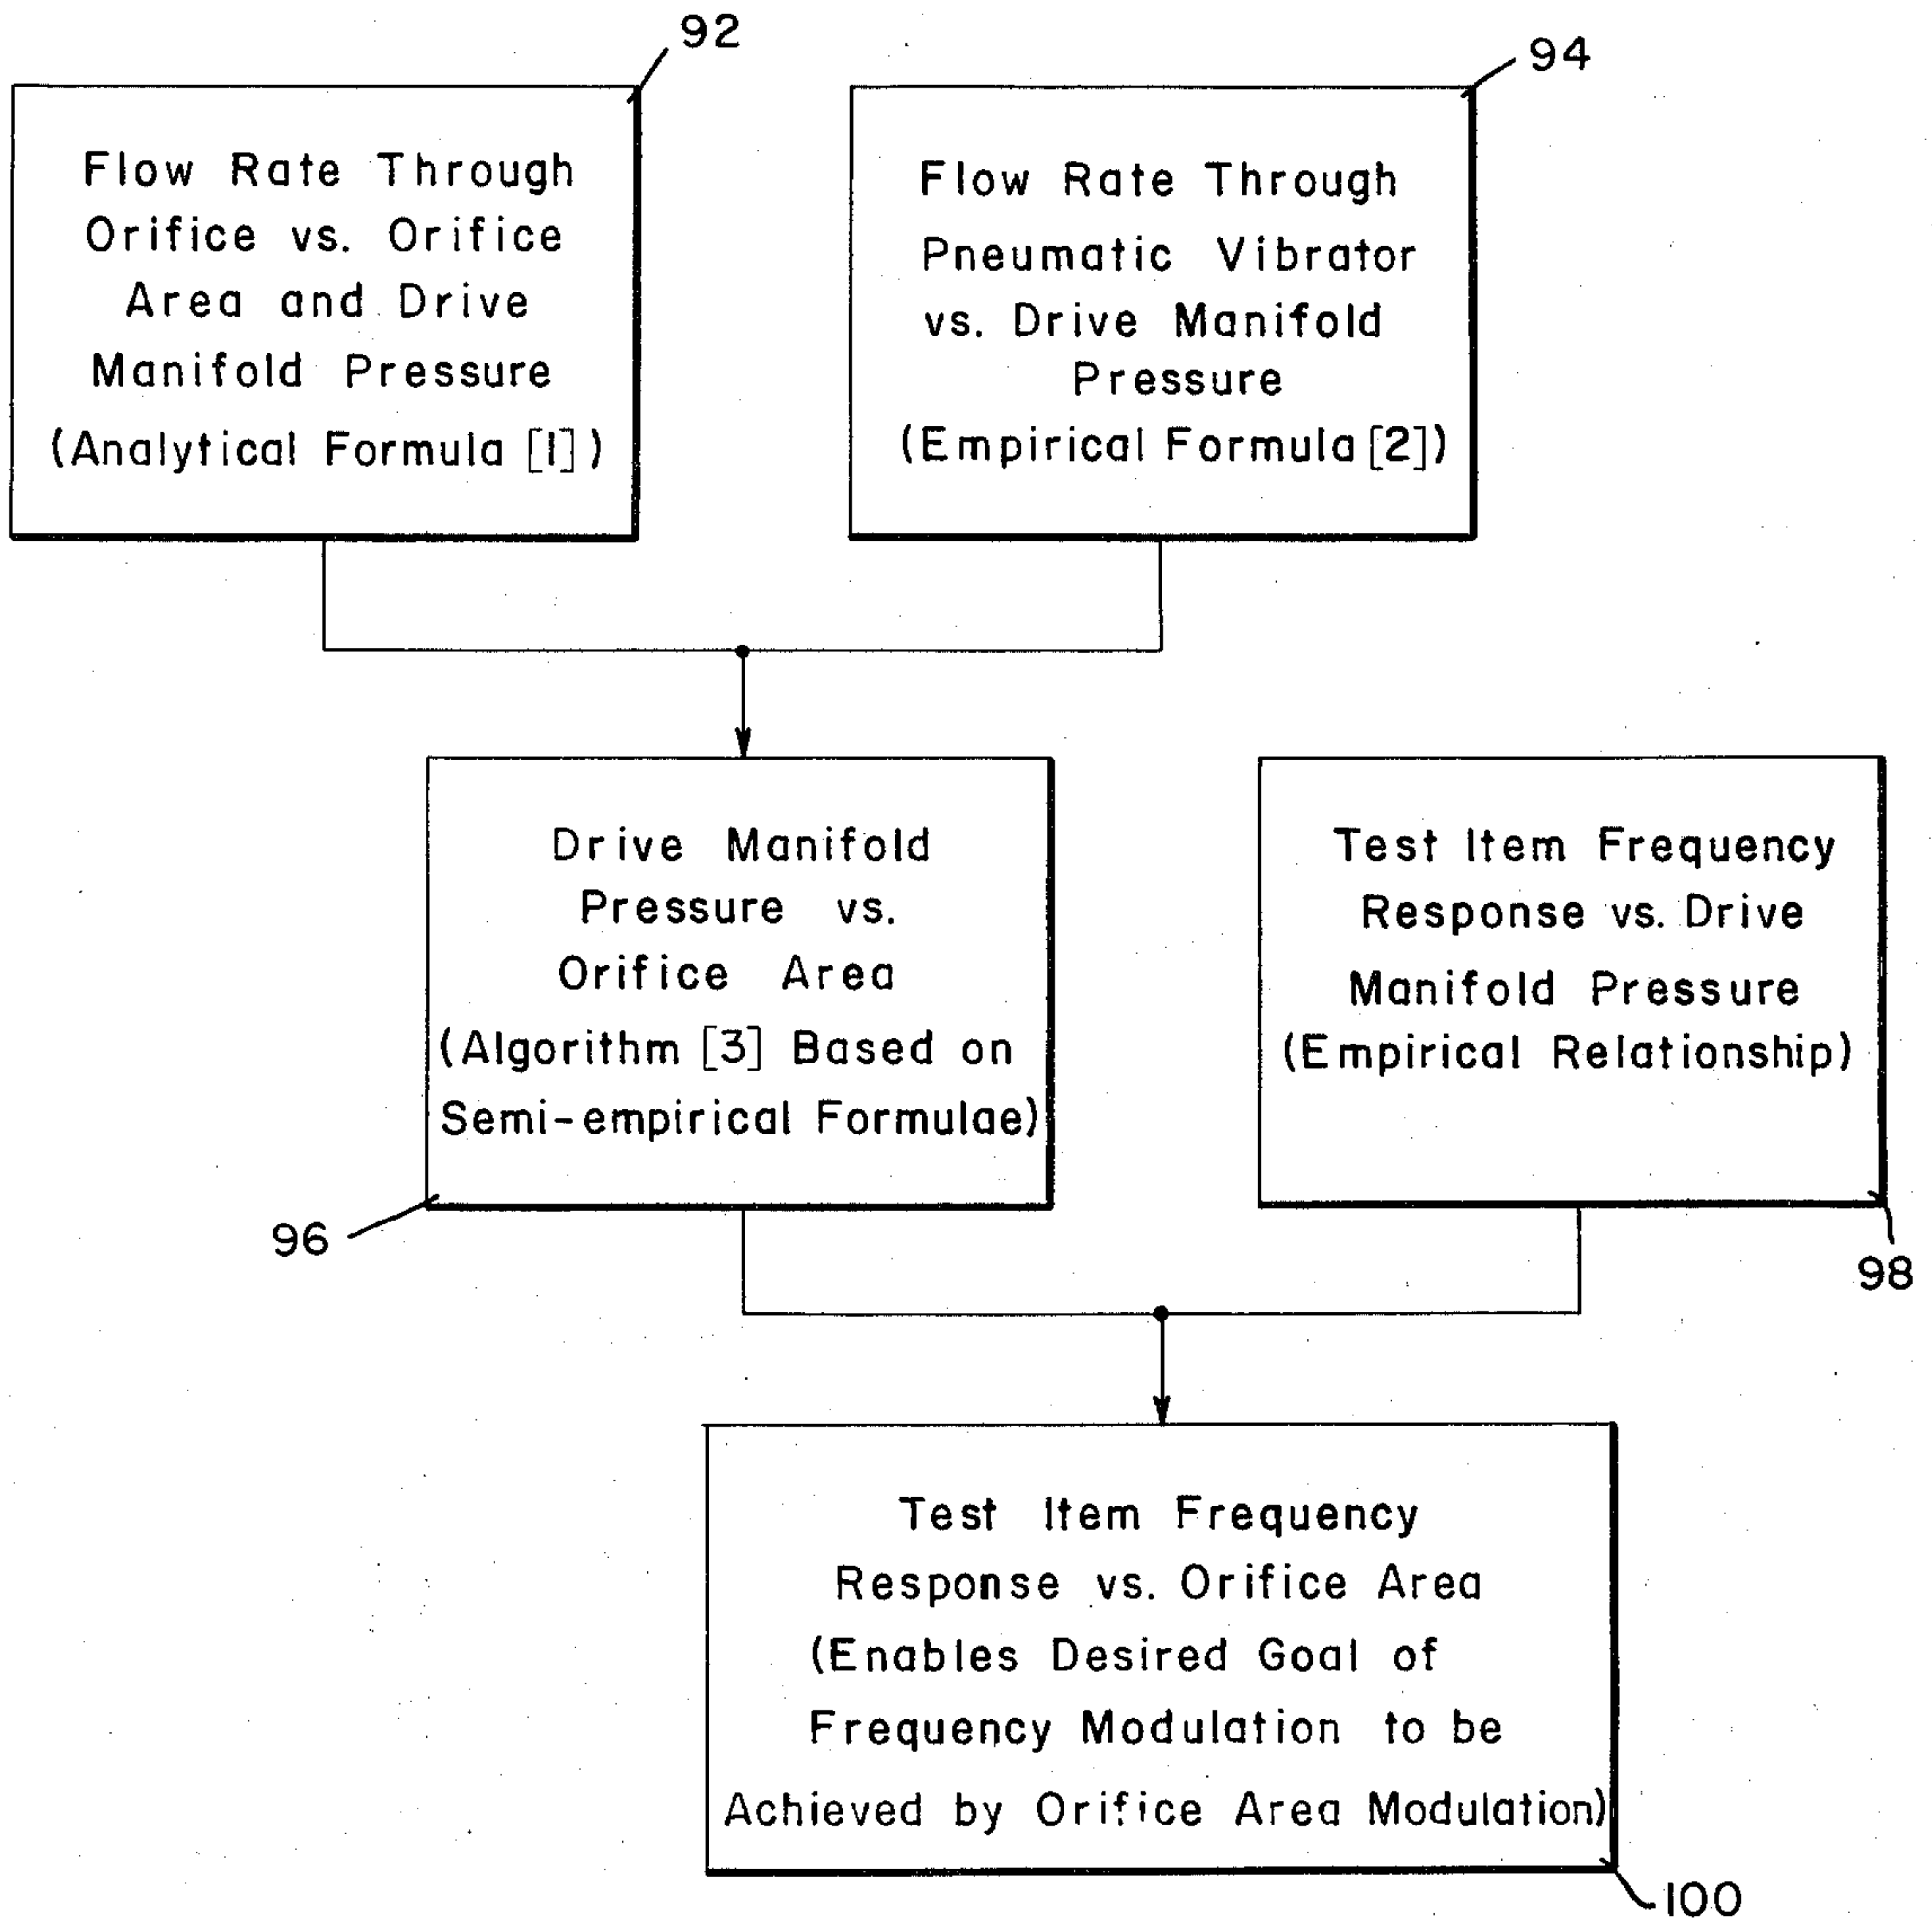 92
Flow Rate Through
Orifice vs. Orifice
Area and Drive
Manifold Pressure
(Analytical Formula [1])
94
Flow Rate Through
Pneumatic Vibrator
vs. Drive Manifold
Pressure
(Empirical Formula [2])
Drive Manifold
Pressure vs.
Orifice Area
(Algorithm [3] Based on
Semi-empirical Formulae)
96
Test Item Frequency
Response vs. Drive
Manifold Pressure
(Empirical Relationship)
98
Test Item Frequency
Response vs. Orifice Area
(Enables Desired Goal of
Frequency Modulation to be
Achieved by Orifice Area Modulation)
100